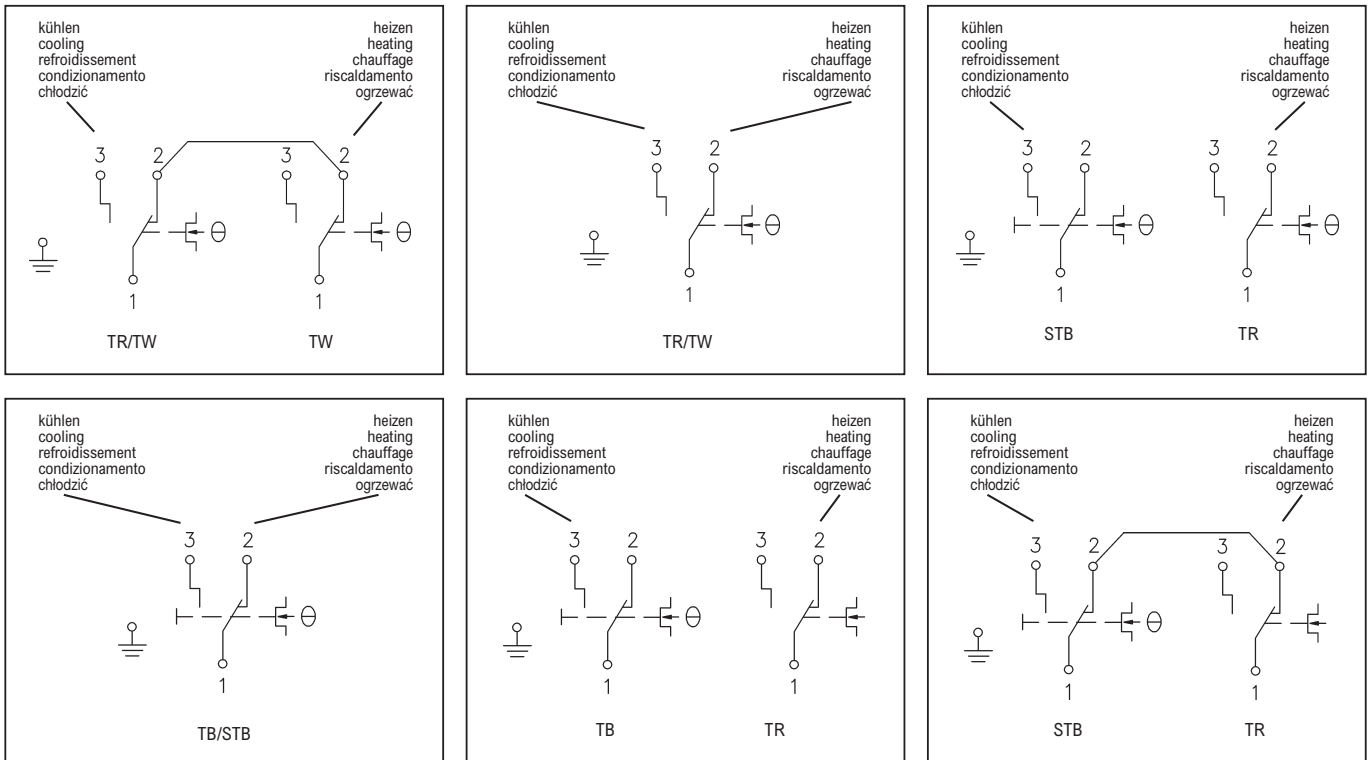 kühlen heizen
cooling heating
refroidissement chauffage
condizionamento riscaldamento
chłodzić ogrzewać
3 2 3 2
1 1
TR/TW TW
kühlen heizen
cooling heating
refroidissement chauffage
condizionamento riscaldamento
chłodzić ogrzewać
3 2
1
TR/TW
kühlen heizen
cooling heating
refroidissement chauffage
condizionamento riscaldamento
chłodzić ogrzewać
3 2 3 2
1 1
STB TR
kühlen heizen
cooling heating
refroidissement chauffage
condizionamento riscaldamento
chłodzić ogrzewać
3 2
1
TB/STB
kühlen heizen
cooling heating
refroidissement chauffage
condizionamento riscaldamento
chłodzić ogrzewać
3 2 3 2
1 1
TB TR
kühlen heizen
cooling heating
refroidissement chauffage
condizionamento riscaldamento
chłodzić ogrzewać
3 2 3 2
1 1
STB TR